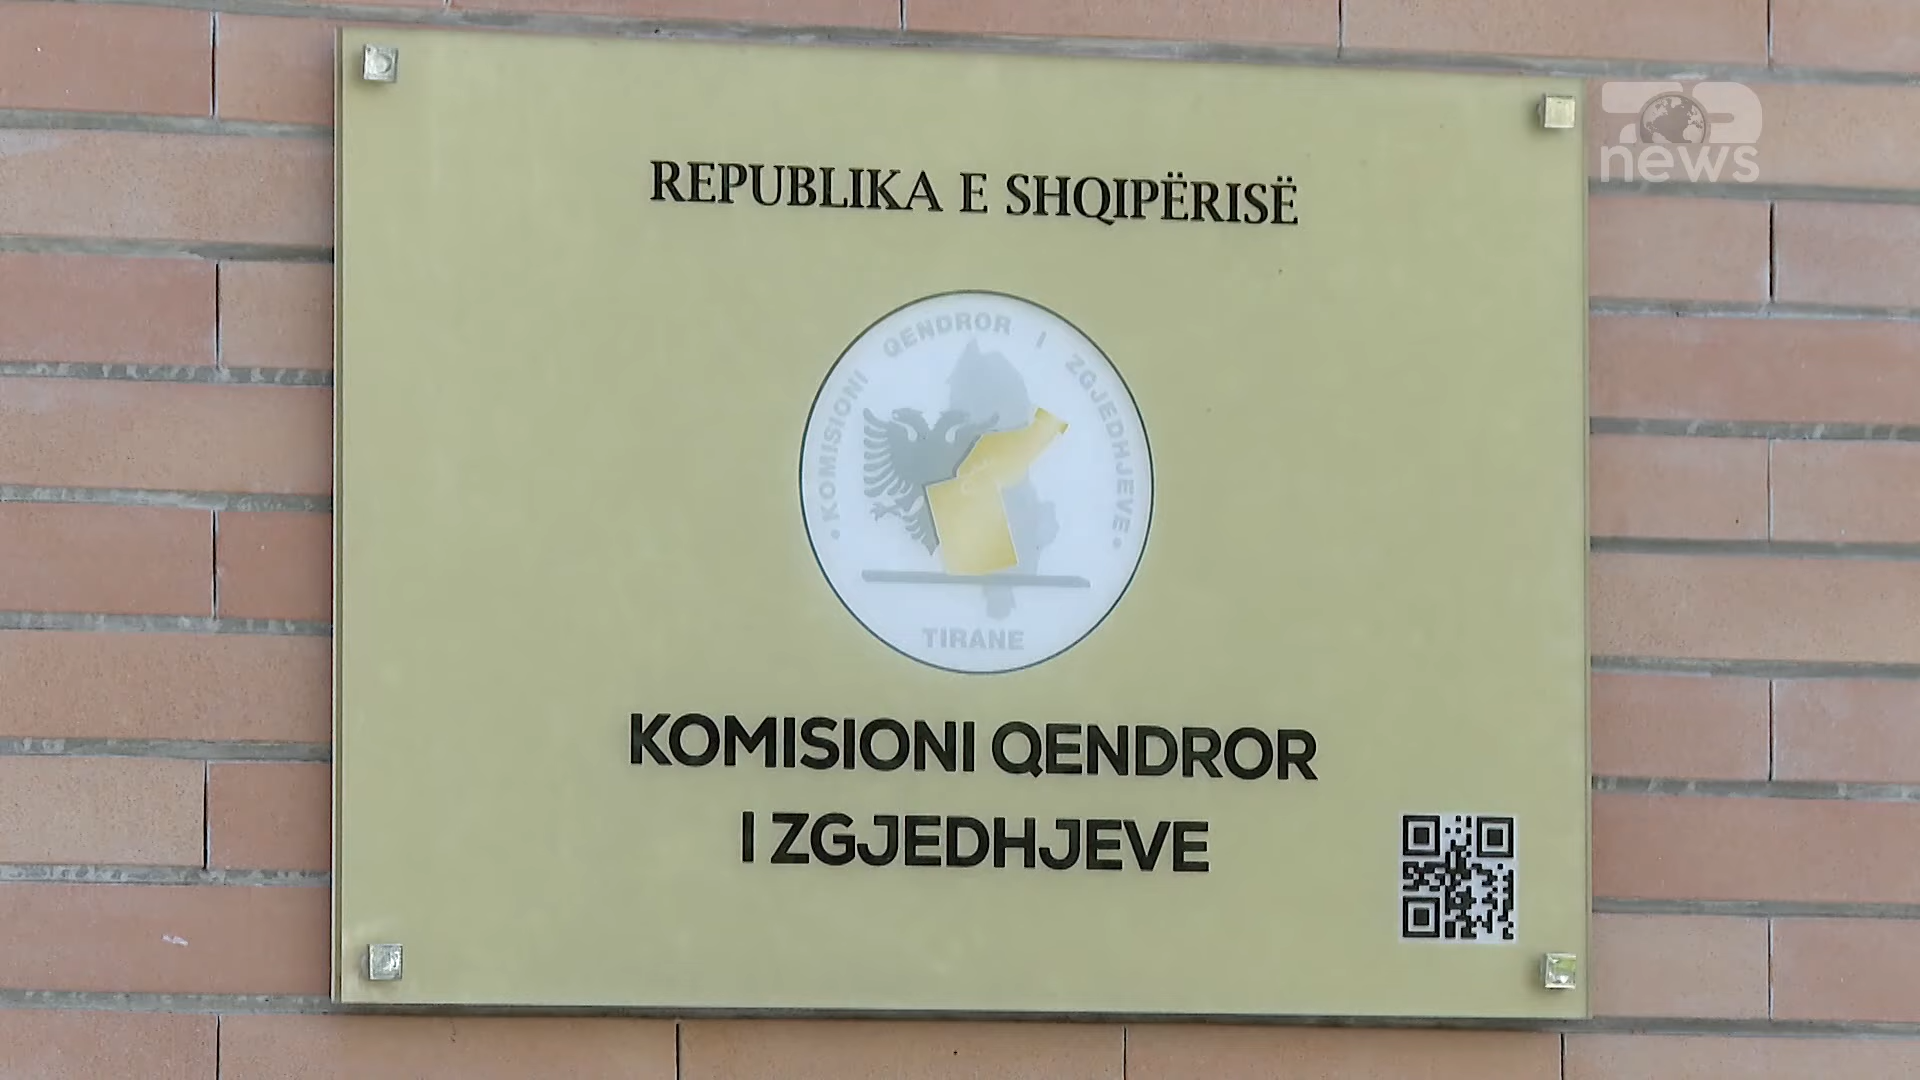 REPUBLIKA E SHQIPËRISË
• KOMISIONI QENDROR I ZGJEDHJEVE •
TIRANE
KOMISIONI QENDROR
I ZGJEDHJEVE
news